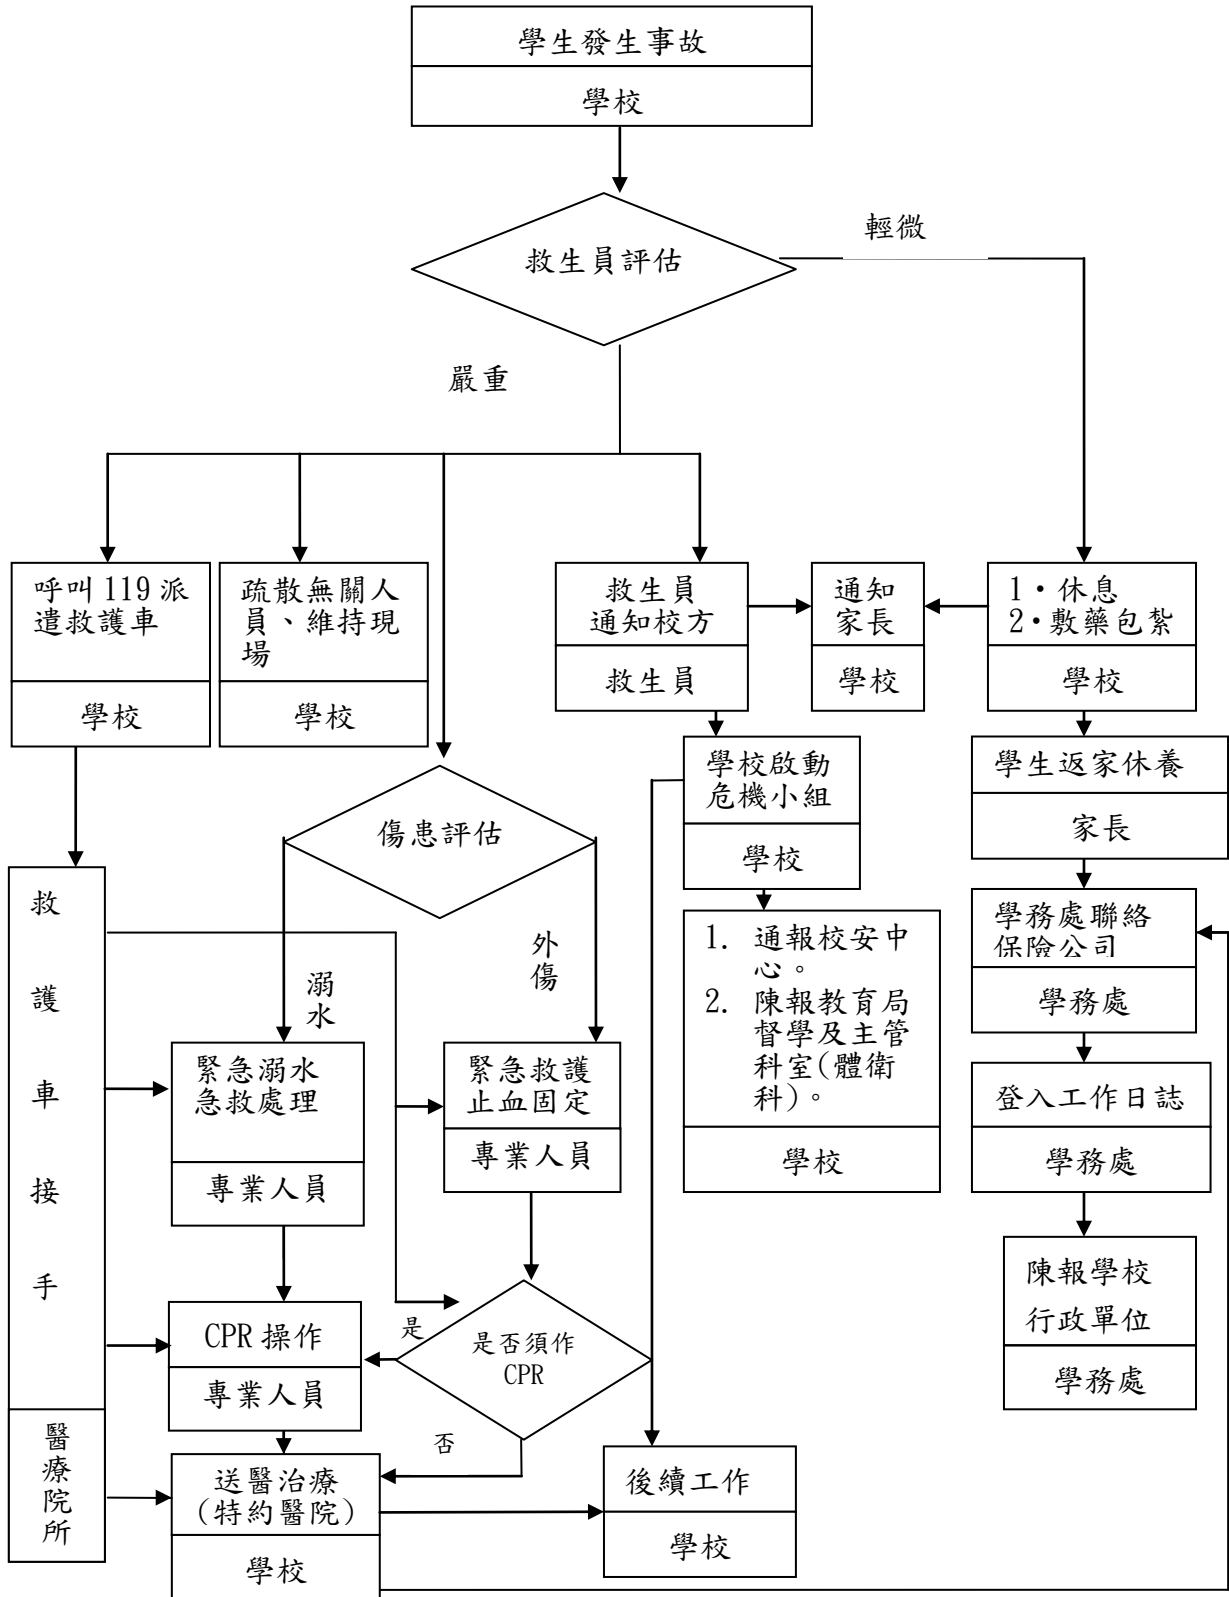 學生發生事故
學校
救生員評估
輕微
嚴重
呼叫119派
遣救護車
學校
疏散無關人
員、維持現
場
學校
救生員
通知校方
救生員
通知
家長
學校
1‧休息
2‧敷藥包紮
學校
傷患評估
學校啟動
危機小組
學校
學生返家休養
家長
救
護
車
接
手
醫
療
院
所
溺
水
外
傷
1. 通報校安中
心。
2. 陳報教育局
督學及主管
科室(體衛
科)。
學校
學務處聯絡
保險公司
學務處
緊急溺水
急救處理
專業人員
緊急救護
止血固定
專業人員
登入工作日誌
學務處
CPR操作
專業人員
是
是否須作
CPR
否
陳報學校
行政單位
學務處
送醫治療
(特約醫院)
學校
後續工作
學校